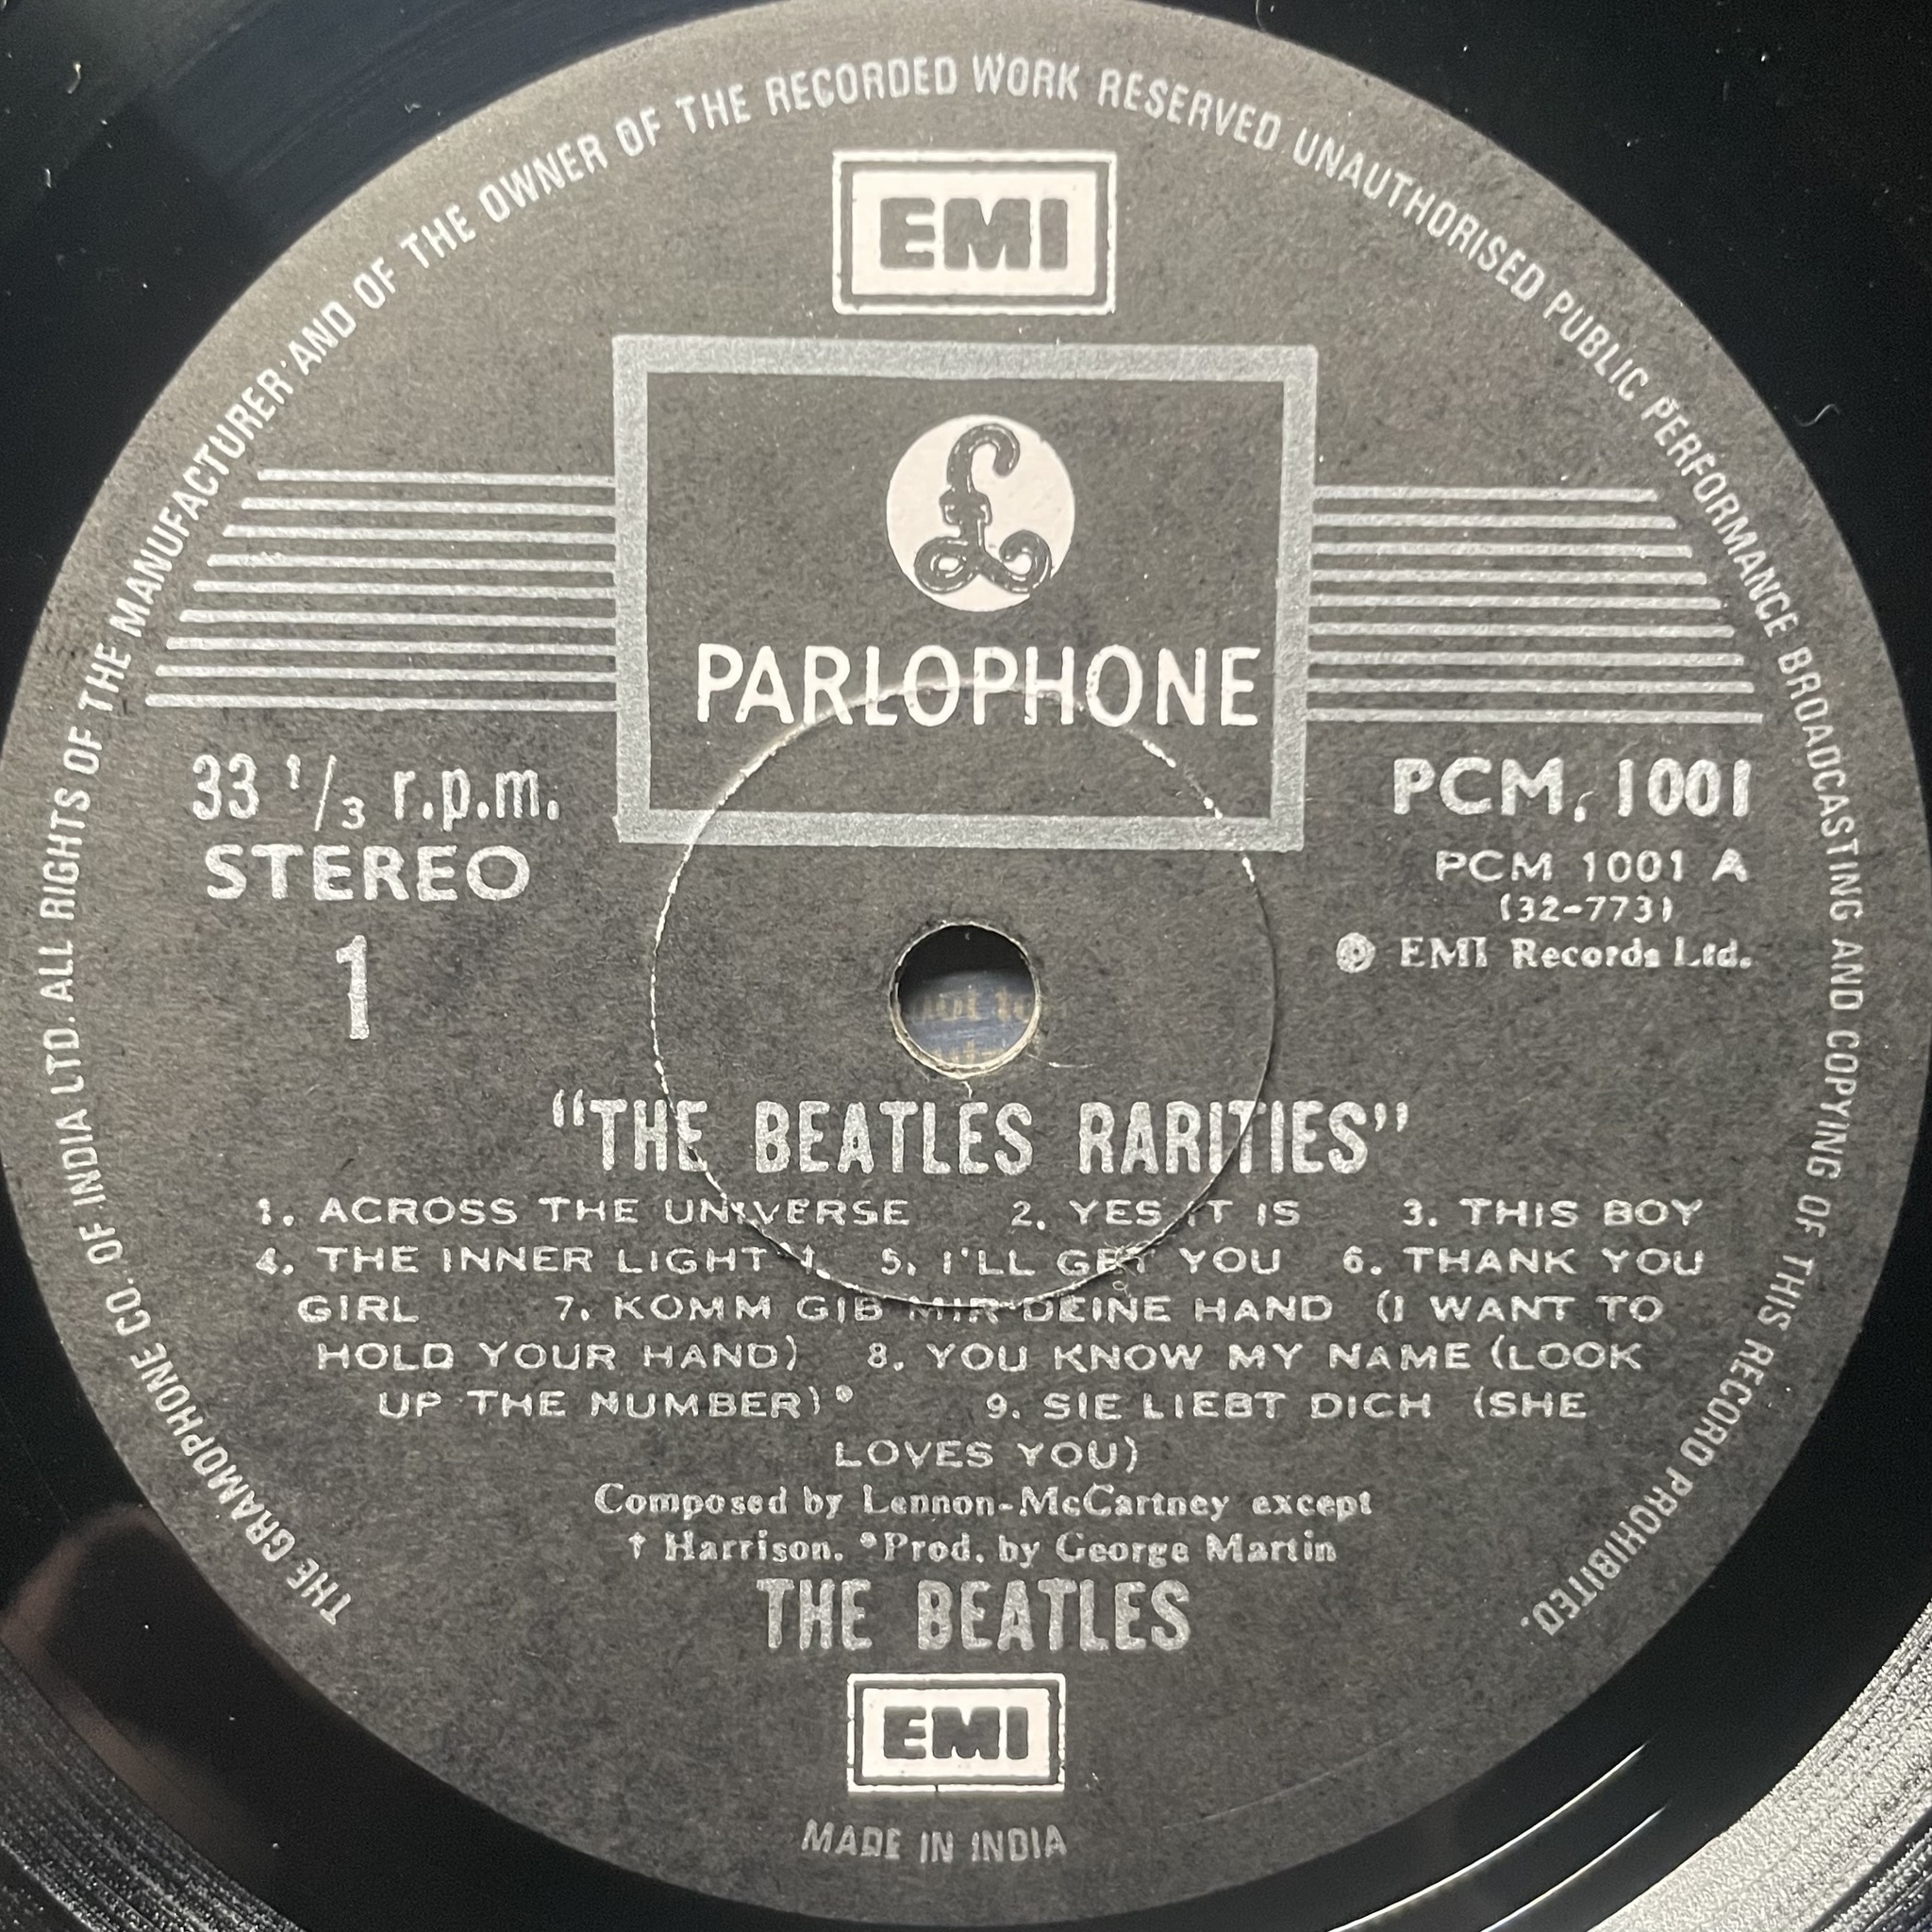 THE GRAMOPHONE CO. OF INDIA LTD. ALL RIGHTS OF THE MANUFACTURER AND OF THE OWNER OF THE RECORDED WORK RESERVED UNAUTHORISED PUBLIC PERFORMANCE BROADCASTING AND COPYING OF THIS RECORD PROHIBITED.
EMI
£
PARLOPHONE
33 1/3 r.p.m.
STEREO
1
PCM, 1001
PCM 1001 A
(32-773)
Ⓟ EMI Records Ltd.
“THE BEATLES RARITIES”
1. ACROSS THE UNIVERSE 2. YES IT IS 3. THIS BOY
4. THE INNER LIGHT †. 5. I'LL GET YOU 6. THANK YOU
GIRL 7. KOMM GIB MIR DEINE HAND (I WANT TO
HOLD YOUR HAND) 8. YOU KNOW MY NAME (LOOK
UP THE NUMBER)* 9. SIE LIEBT DICH (SHE
LOVES YOU)
Composed by Lennon-McCartney except
† Harrison. *Prod. by George Martin
THE BEATLES
EMI
MADE IN INDIA